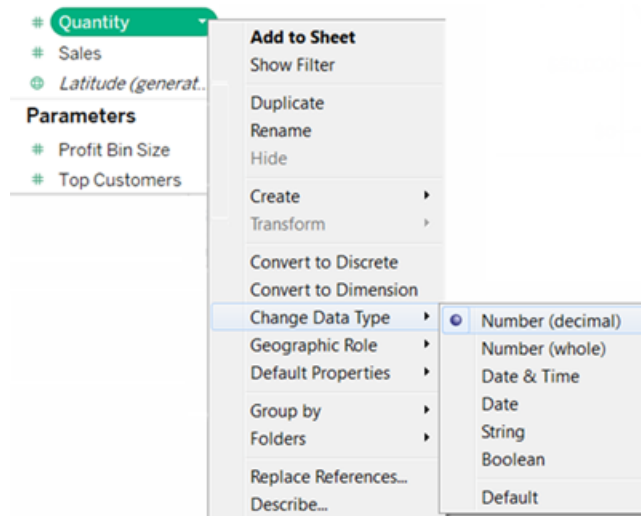 # Quantity
# Sales
Latitude (generat..
Parameters
# Profit Bin Size
# Top Customers
Add to Sheet
Show Filter
Duplicate
Rename
Hide
Create
Transform
Convert to Discrete
Convert to Dimension
Change Data Type
Geographic Role
Default Properties
Group by
Folders
Replace References...
Describe...
Number (decimal)
Number (whole)
Date & Time
Date
String
Boolean
Default